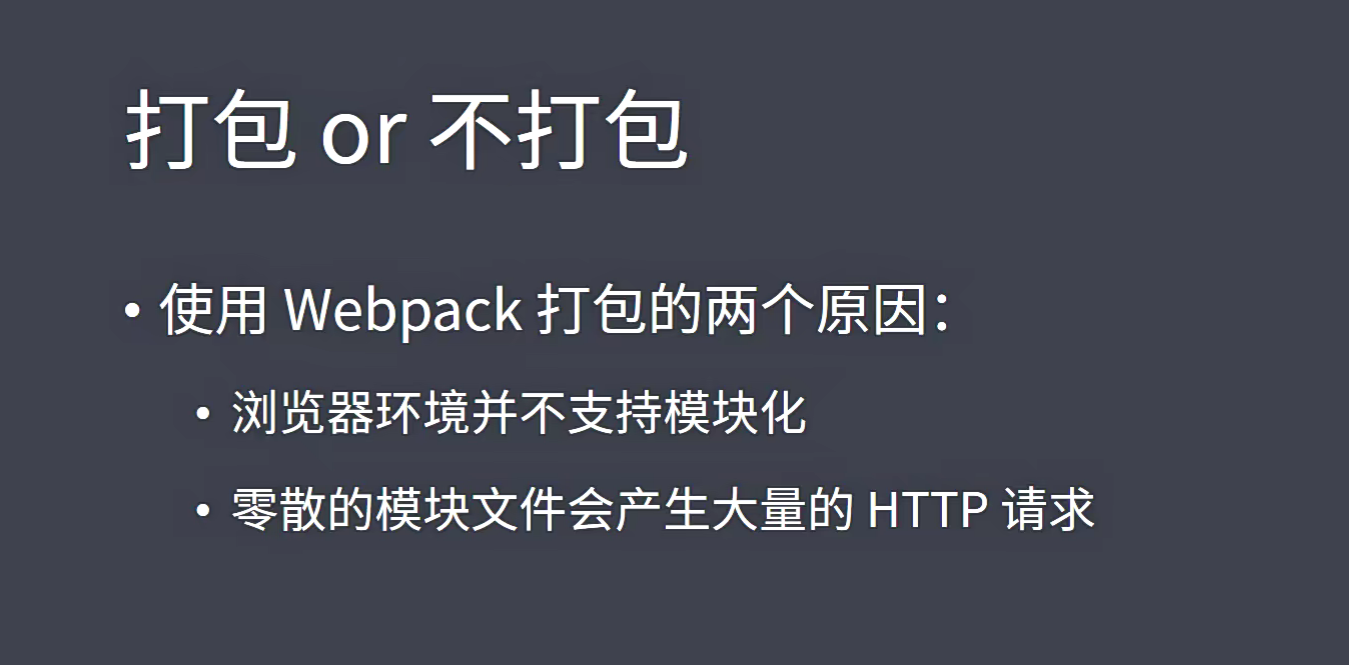 打包 or 不打包
• 使用 Webpack 打包的两个原因：
• 浏览器环境并不支持模块化
• 零散的模块文件会产生大量的 HTTP 请求